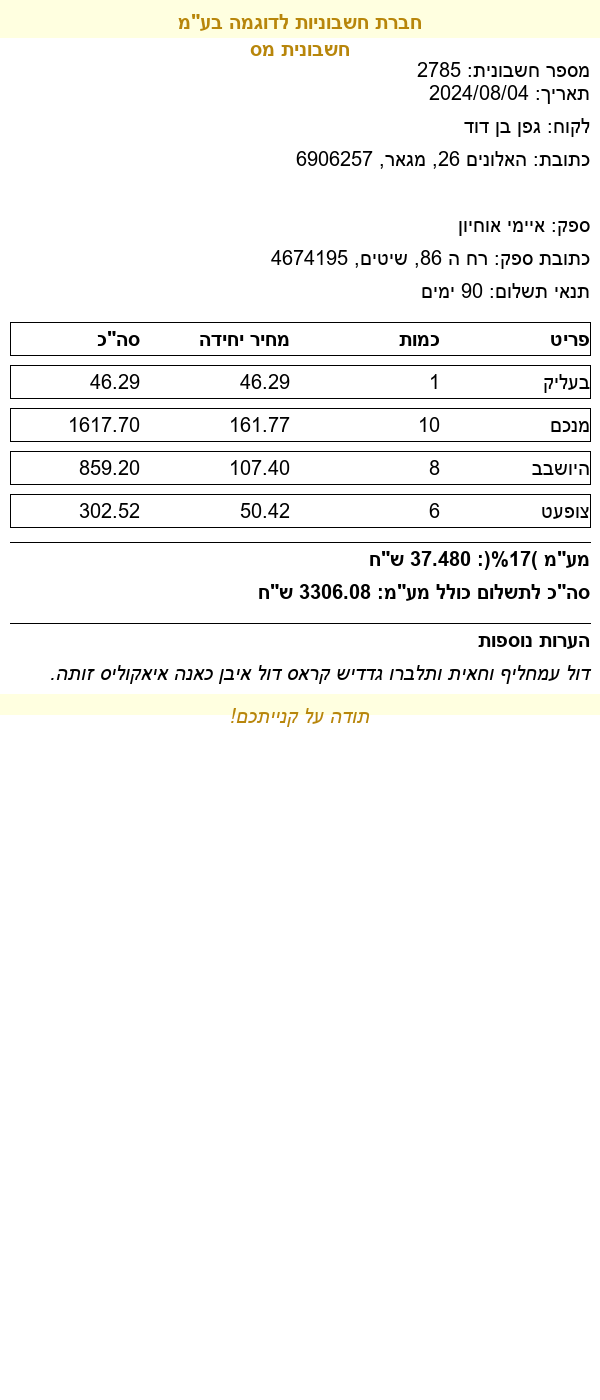 חברת חשבוניות לדוגמה בע"מ
חשבונית מס
מספר חשבונית: 2785
תאריך: 2024/08/04
לקוח: גפן בן דוד
כתובת: האלונים 26, מגאר, 6906257
ספק: איימי אוחיון
כתובת ספק: רח ה 86, שיטים, 4674195
תנאי תשלום: 90 ימים
פריט כמות מחיר יחידה סה"כ
בעליק 1 46.29 46.29
מנכם 10 161.77 1617.70
היושבב 8 107.40 859.20
צופעט 6 50.42 302.52
מע"מ )17%(: 37.480 ש"ח
סה"כ לתשלום כולל מע"מ: 3306.08 ש"ח
הערות נוספות
דול עמחליף וחאית ותלברו גדדיש קראס דול איבן כאנה איאקוליס זותה.
תודה על קנייתכם!